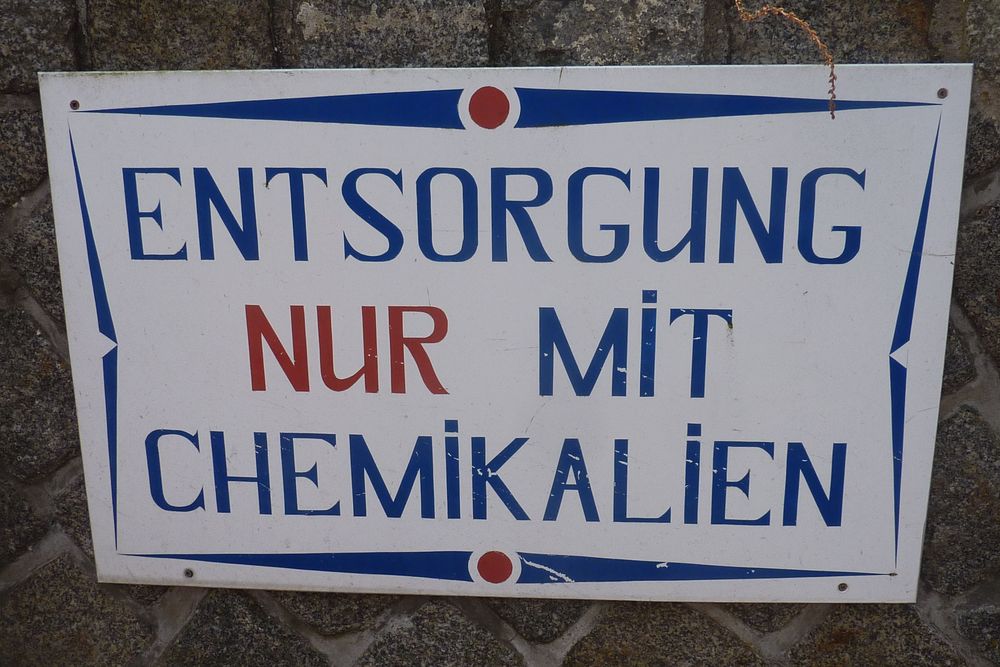 ENTSORGUNG
NUR MIT
CHEMIKALIEN